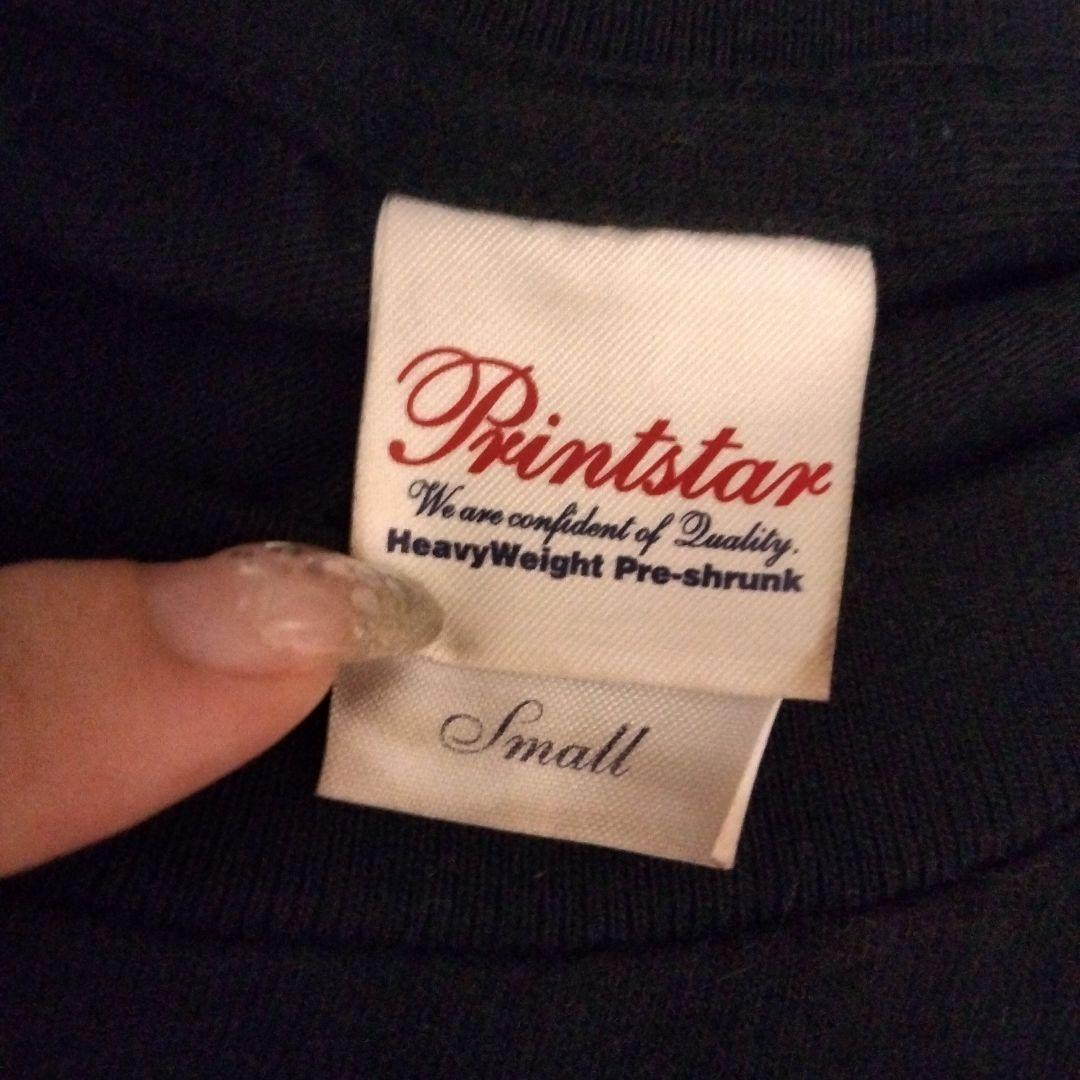 Printstar
We are confident of Quality.
HeavyWeight Pre-shrunk
Small